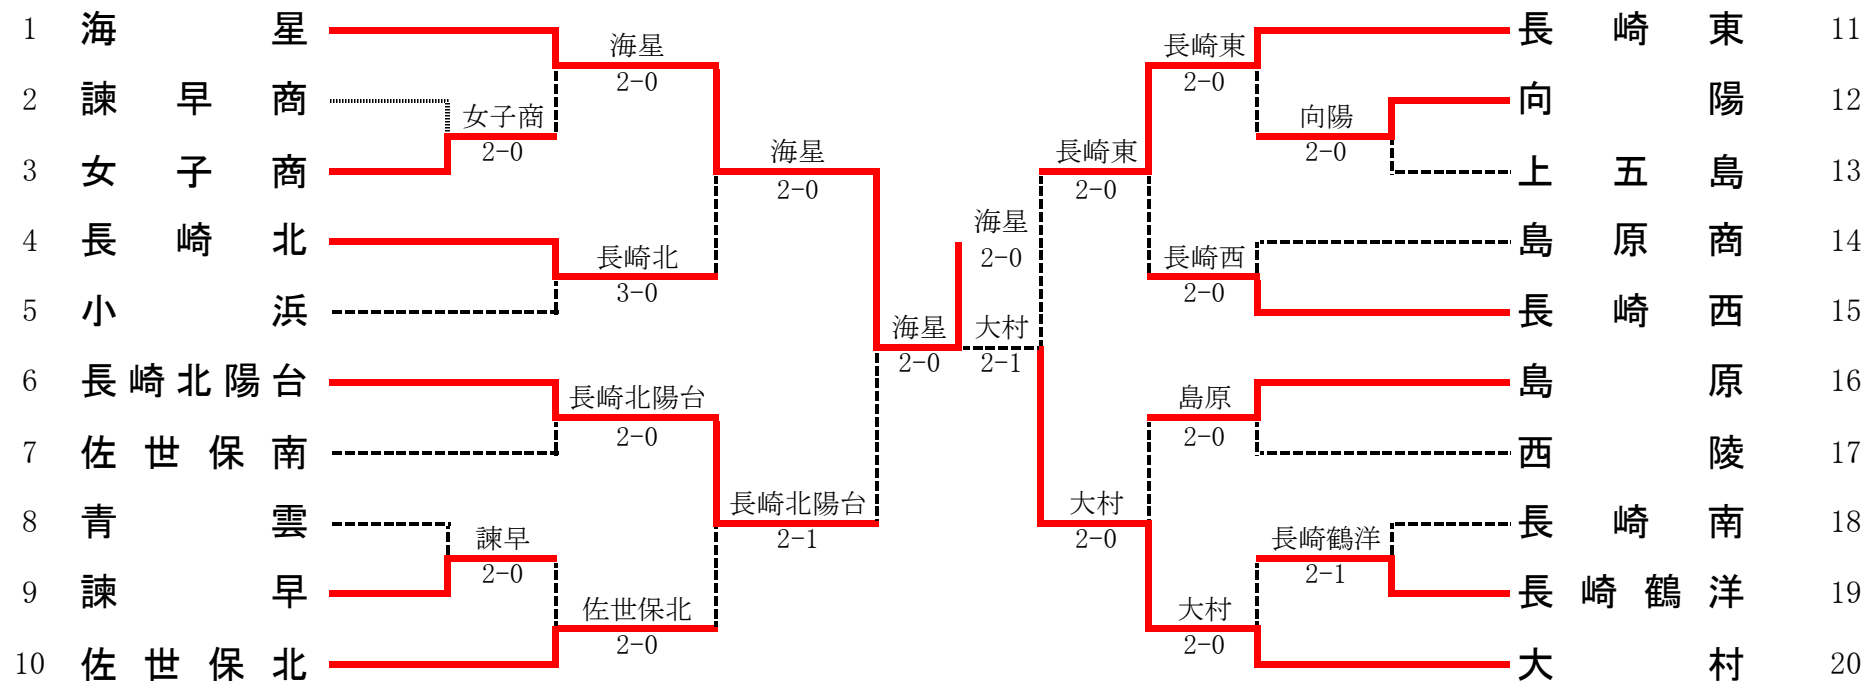 1 海星
2 諫早商
3 女子商
4 長崎北
5 小浜
6 長崎北陽台
7 佐世保南
8 青雲
9 諫早
10 佐世保北
女子商
2-0
諫早
2-0
海星
2-0
長崎北
3-0
長崎北陽台
2-0
佐世保北
2-0
海星
2-0
長崎北陽台
2-1
海星
2-0
海星
2-0
大村
2-1
長崎東
2-0
大村
2-0
長崎東
2-0
長崎西
2-0
島原
2-0
大村
2-0
向陽
2-0
長崎鶴洋
2-1
長崎東 11
向陽 12
上五島 13
島原商 14
長崎西 15
島原 16
西陵 17
長崎南 18
長崎鶴洋 19
大村 20